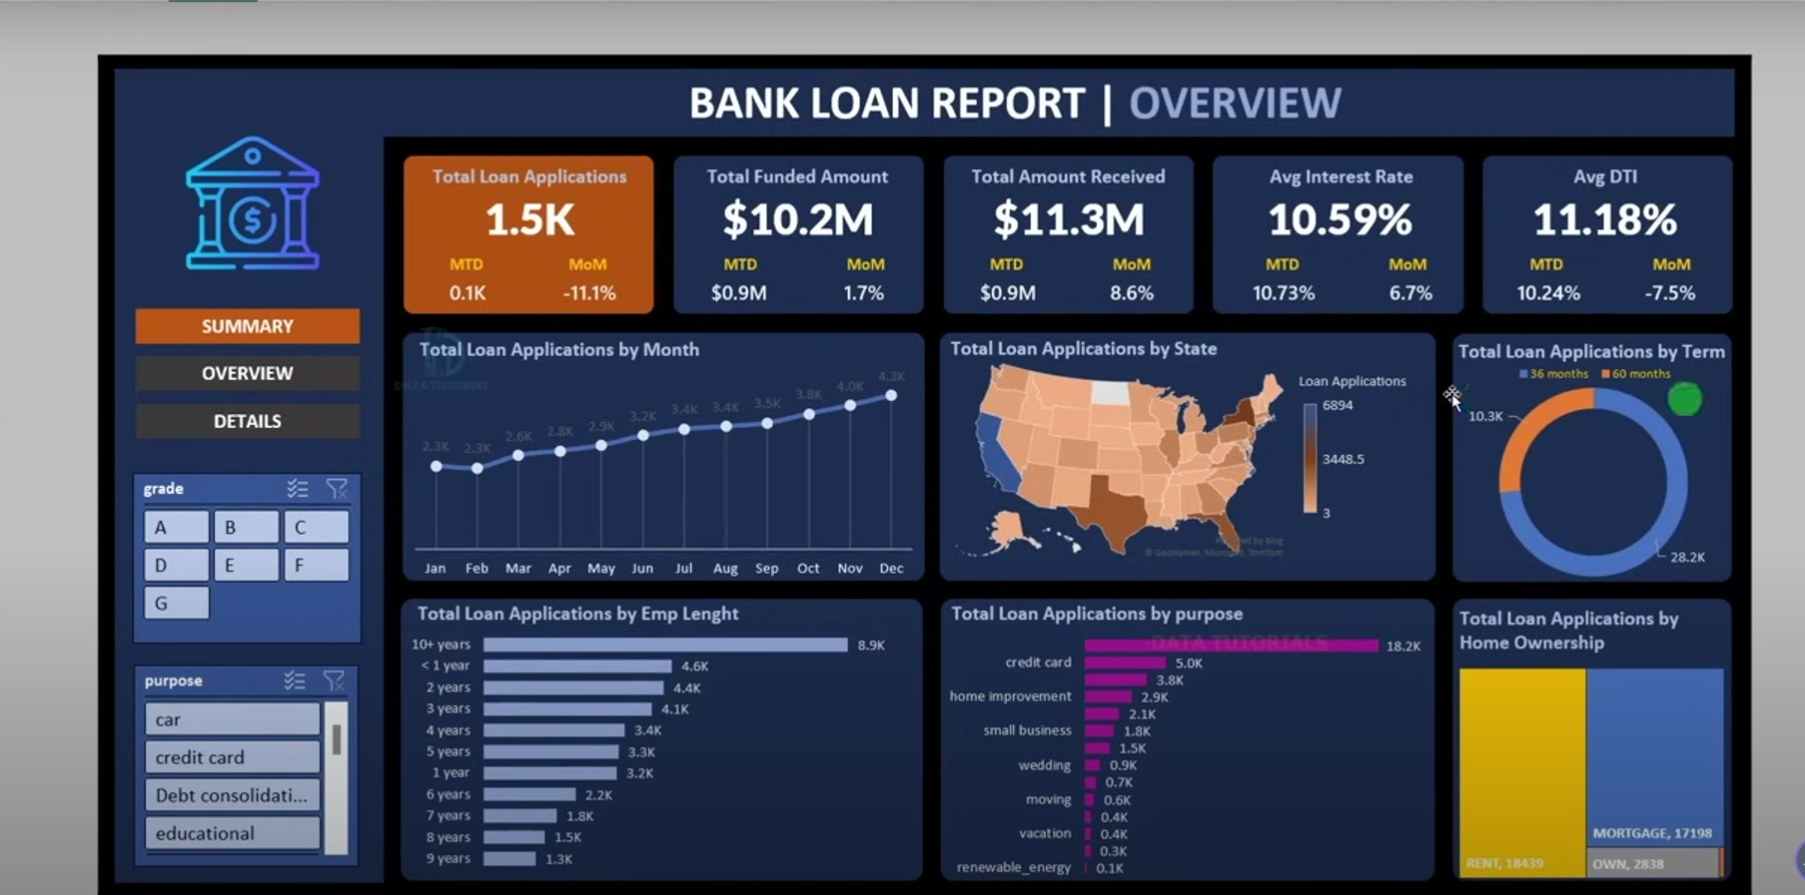 BANK LOAN REPORT | OVERVIEW
Total Loan Applications
1.5K
MTD MoM
0.1K -11.1%
Total Funded Amount
$10.2M
MTD MoM
$0.9M 1.7%
Total Amount Received
$11.3M
MTD MoM
$0.9M 8.6%
Avg Interest Rate
10.59%
MTD MoM
10.73% 6.7%
Avg DTI
11.18%
MTD MoM
10.24% -7.5%
SUMMARY
OVERVIEW
DETAILS
grade
A B C
D E F
G
purpose
car
credit card
Debt consolidati...
educational
Total Loan Applications by Month
DATA TUTORIALS
2.3K 2.3K 2.6K 2.8K 2.9K 3.2K 3.4K 3.4K 3.5K 3.8K 4.0K 4.3K
Jan Feb Mar Apr May Jun Jul Aug Sep Oct Nov Dec
Total Loan Applications by State
Loan Applications
6894
3448.5
3
Powered by Bing
© GeoNames, Microsoft, TomTom
Total Loan Applications by Term
36 months 60 months
10.3K
28.2K
Total Loan Applications by Emp Lenght
10+ years 8.9K
< 1 year 4.6K
2 years 4.4K
3 years 4.1K
4 years 3.4K
5 years 3.3K
1 year 3.2K
6 years 2.2K
7 years 1.8K
8 years 1.5K
9 years 1.3K
Total Loan Applications by purpose
DATA TUTORIALS
18.2K
credit card 5.0K
3.8K
home improvement 2.9K
2.1K
small business 1.8K
1.5K
wedding 0.9K
0.7K
moving 0.6K
0.4K
vacation 0.4K
0.3K
renewable_energy 0.1K
Total Loan Applications by
Home Ownership
MORTGAGE, 17198
RENT, 18439
OWN, 2838